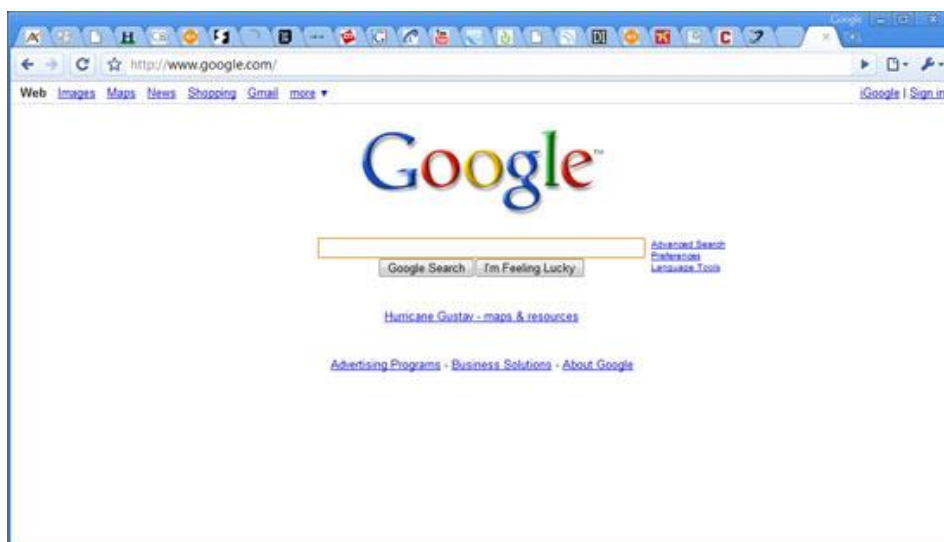 Google
http://www.google.com/
Web Images Maps News Shopping Gmail more ▼ iGoogle | Sign in
Google™
Advanced Search
Preferences
Language Tools
Google Search I'm Feeling Lucky
Hurricane Gustav - maps & resources
Advertising Programs - Business Solutions - About Google